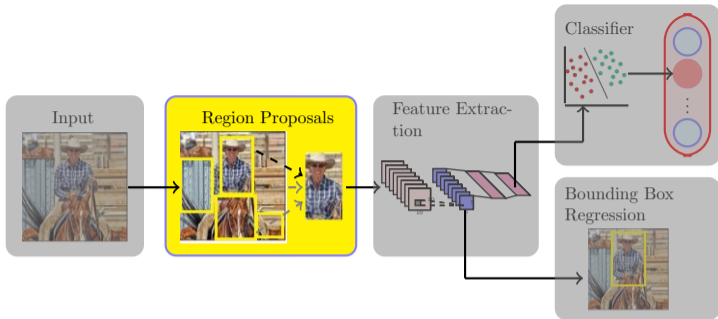 Input
Region Proposals
Feature Extrac-
tion
Classifier
Bounding Box
Regression